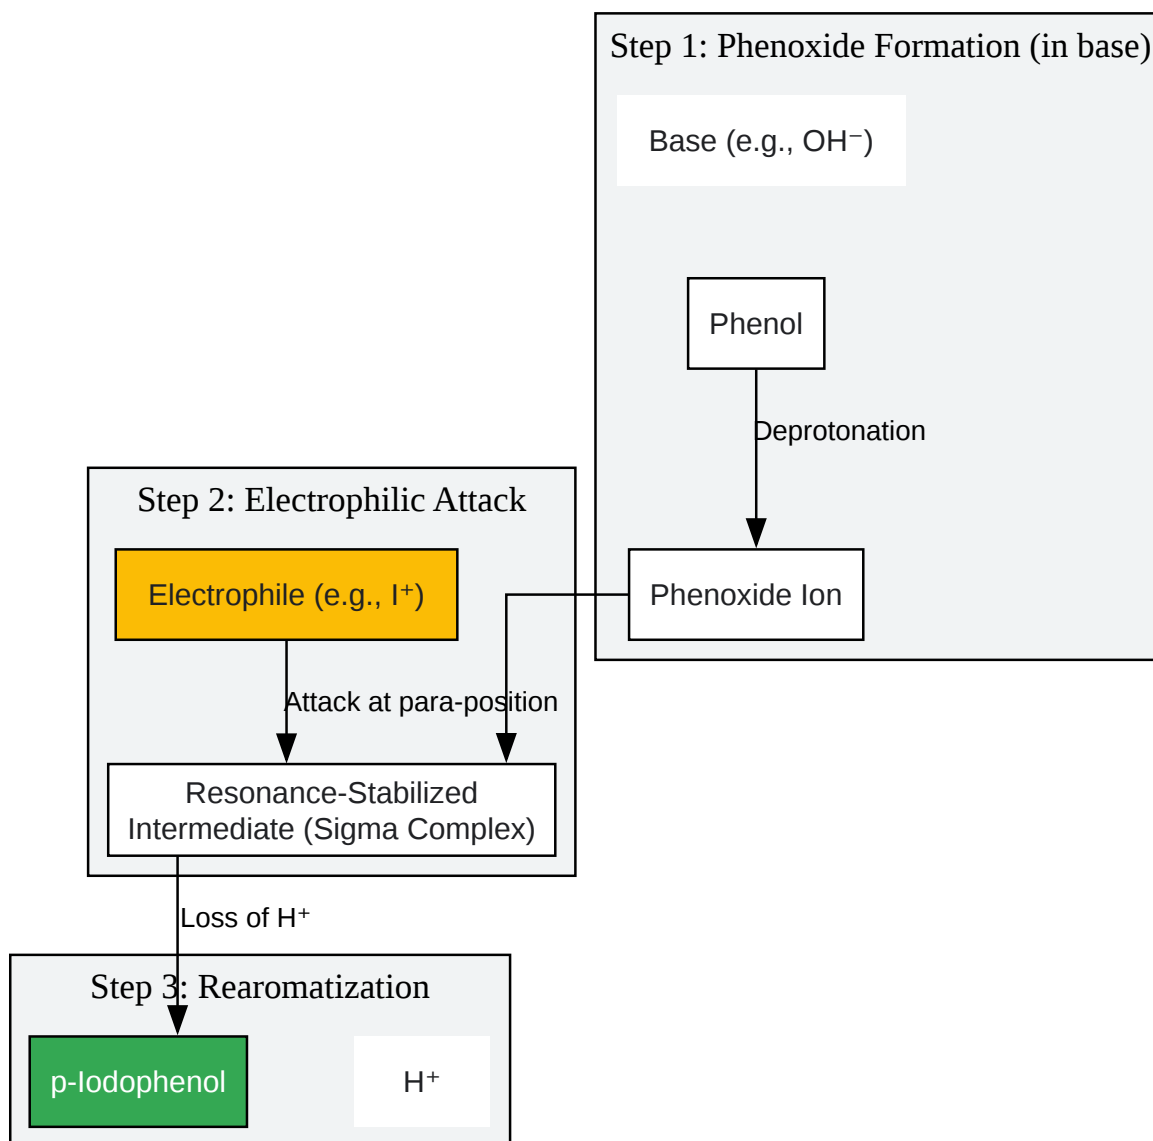 Step 1: Phenoxide Formation (in base)
Base (e.g., OH⁻)
Phenol
Deprotonation
Phenoxide Ion
Step 2: Electrophilic Attack
Electrophile (e.g., I⁺)
Attack at para-position
Resonance-Stabilized
Intermediate (Sigma Complex)
Loss of H⁺
Step 3: Rearomatization
p-Iodophenol
H⁺